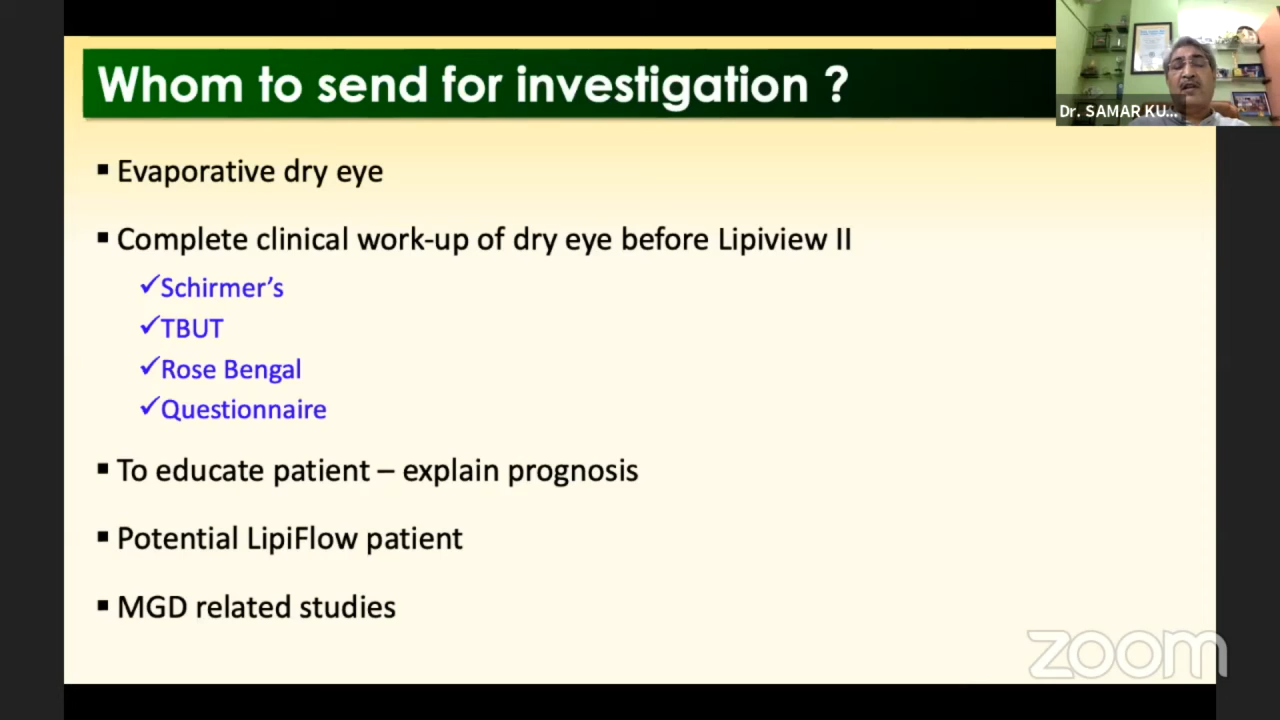 Whom to send for investigation ?
Dr. SAMAR KU...
▪ Evaporative dry eye
▪ Complete clinical work-up of dry eye before Lipiview II
✓Schirmer’s
✓TBUT
✓Rose Bengal
✓Questionnaire
▪ To educate patient – explain prognosis
▪ Potential LipiFlow patient
▪ MGD related studies
zoom